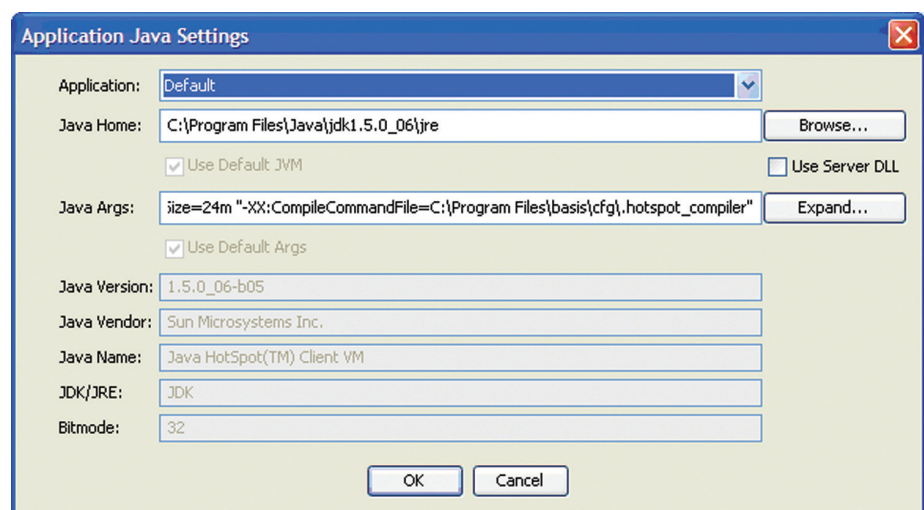 Application Java Settings
Application: Default
Java Home: C:\Program Files\Java\jdk1.5.0_06\jre Browse...
Use Default JVM Use Server DLL
Java Args: "-XX:CompileCommandFile=C:\Program Files\basis\cfg\.hotspot_compiler" Expand...
Use Default Args
Java Version: 1.5.0_06-b05
Java Vendor: Sun Microsystems Inc.
Java Name: Java HotSpot(TM) Client VM
JDK/JRE: JDK
Bitmode: 32
OK Cancel